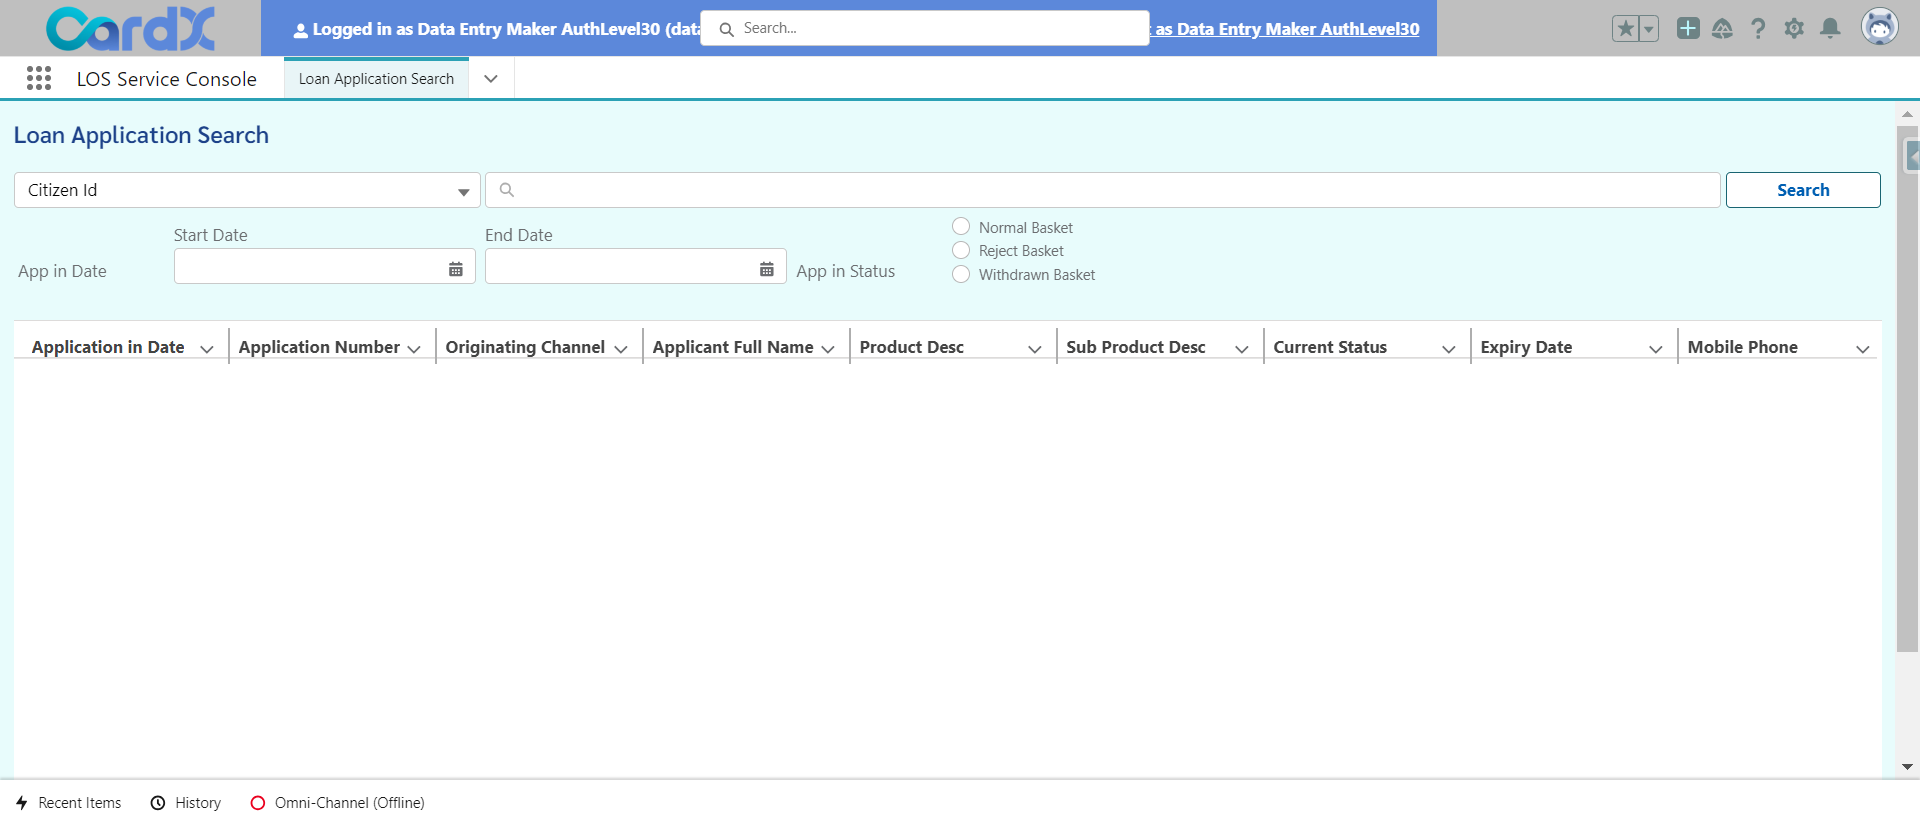 CardX
Logged in as Data Entry Maker AuthLevel30 (data
Search...
as Data Entry Maker AuthLevel30
LOS Service Console
Loan Application Search
Loan Application Search
Citizen Id
Search
Start Date
End Date
App in Date
App in Status
Normal Basket
Reject Basket
Withdrawn Basket
Application in Date
Application Number
Originating Channel
Applicant Full Name
Product Desc
Sub Product Desc
Current Status
Expiry Date
Mobile Phone
Recent Items
History
Omni-Channel (Offline)